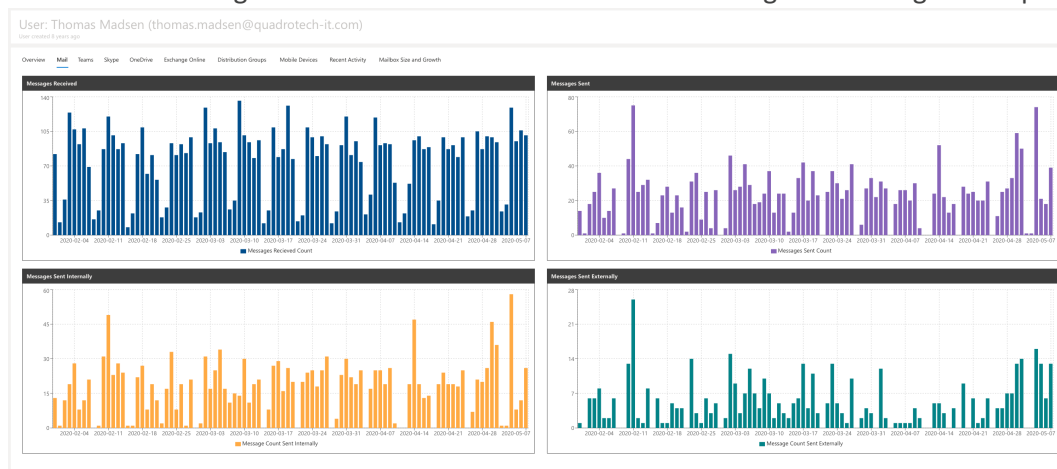 User: Thomas Madsen (thomas.madsen@quadrotech-it.com)
User created 8 years ago
Overview Mail Teams Skype OneDrive Exchange Online Distribution Groups Mobile Devices Recent Activity Mailbox Size and Growth
Messages Received
140
105
70
35
0
2020-02-04 2020-02-11 2020-02-18 2020-02-25 2020-03-03 2020-03-10 2020-03-17 2020-03-24 2020-03-31 2020-04-07 2020-04-14 2020-04-21 2020-04-28 2020-05-07
Messages Recieved Count
Messages Sent
80
60
40
20
0
2020-02-04 2020-02-11 2020-02-18 2020-02-25 2020-03-03 2020-03-10 2020-03-17 2020-03-24 2020-03-31 2020-04-07 2020-04-14 2020-04-21 2020-04-28 2020-05-07
Messages Sent Count
Messages Sent Internally
60
45
30
15
0
2020-02-04 2020-02-11 2020-02-18 2020-02-25 2020-03-03 2020-03-10 2020-03-17 2020-03-24 2020-03-31 2020-04-07 2020-04-14 2020-04-21 2020-04-28 2020-05-07
Message Count Sent Internally
Messages Sent Externally
28
21
14
7
0
2020-02-04 2020-02-11 2020-02-18 2020-02-25 2020-03-03 2020-03-10 2020-03-17 2020-03-24 2020-03-31 2020-04-07 2020-04-14 2020-04-21 2020-04-28 2020-05-07
Message Count Sent Externally